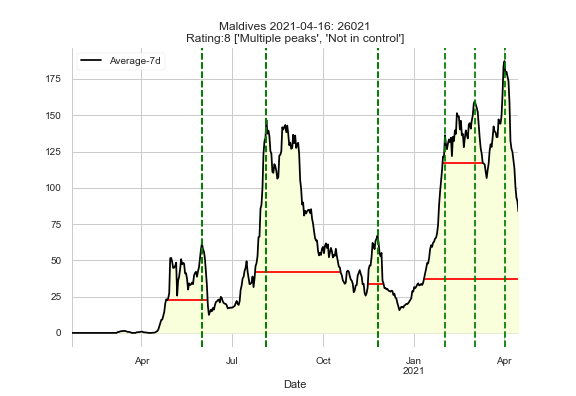 Maldives 2021-04-16: 26021
Rating:8 ['Multiple peaks', 'Not in control']
Average-7d
175
150
125
100
75
50
25
0
Apr
Jul
Oct
Jan
2021
Apr
Date